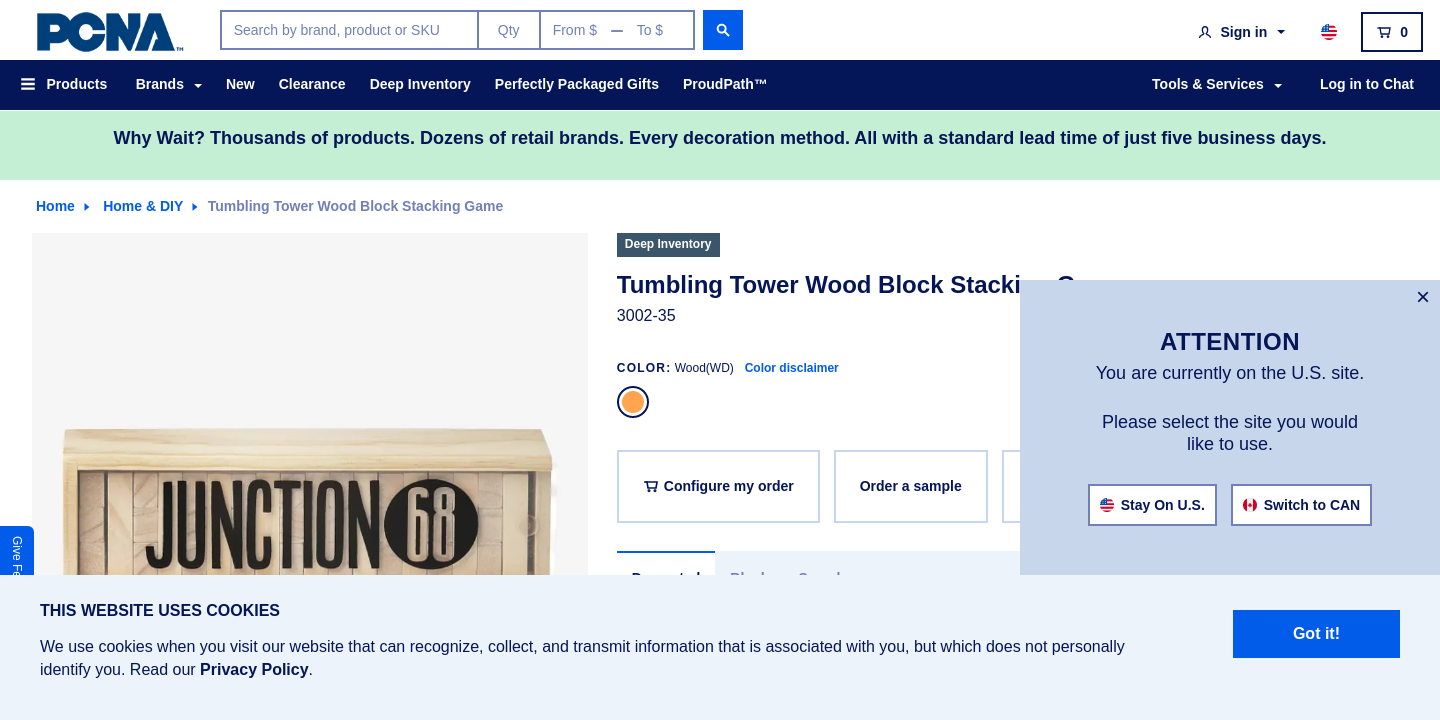 PCNA™
Search by brand, product or SKU
Qty
From $ — To $
Sign in
0
Products
Brands
New
Clearance
Deep Inventory
Perfectly Packaged Gifts
ProudPath™
Tools & Services
Log in to Chat
Why Wait? Thousands of products. Dozens of retail brands. Every decoration method. All with a standard lead time of just five business days.
Home
Home & DIY
Tumbling Tower Wood Block Stacking Game
Deep Inventory
Tumbling Tower Wood Block Stacking
3002-35
COLOR: Wood(WD) Color disclaimer
Configure my order
Order a sample
JUNCTION 68
Give
ATTENTION
You are currently on the U.S. site.
Please select the site you would
like to use.
Stay On U.S.
Switch to CAN
THIS WEBSITE USES COOKIES
We use cookies when you visit our website that can recognize, collect, and transmit information that is associated with you, but which does not personally
identify you. Read our Privacy Policy.
Got it!